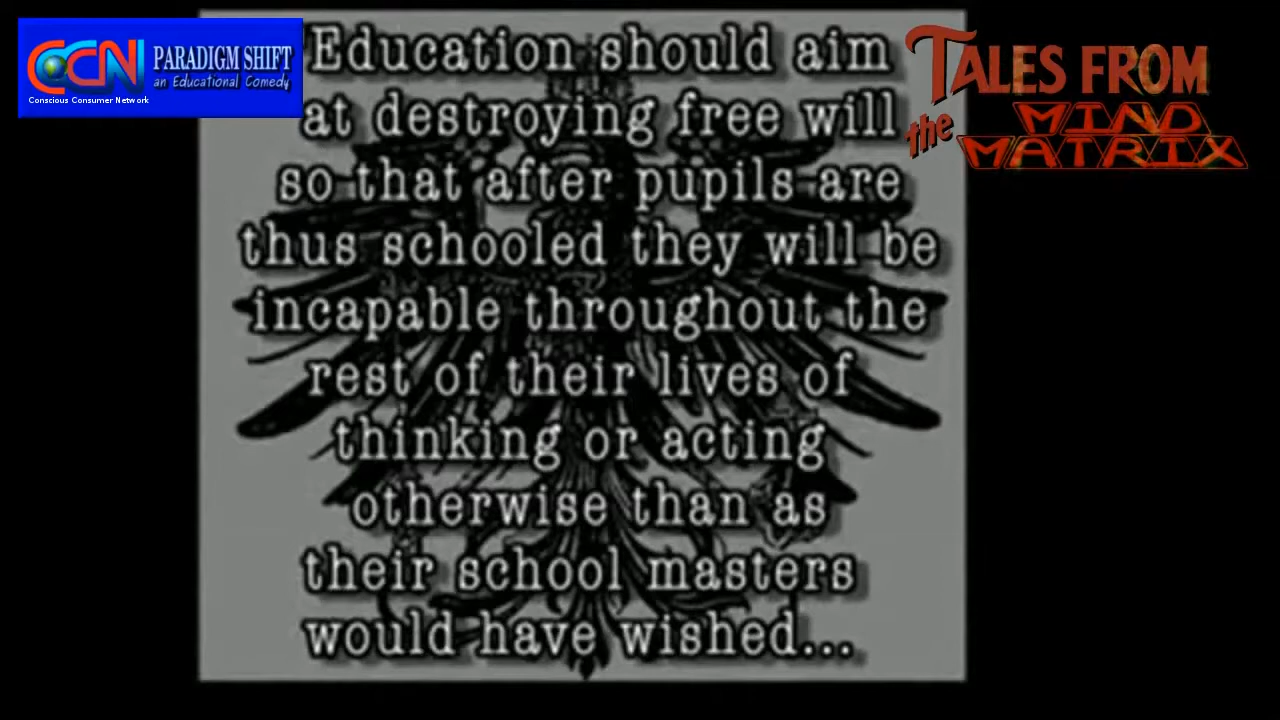 CCN PARADIGM SHIFT
an Educational Comedy
Conscious Consumer Network
TALES FROM
the MIND
MATRIX
"Education should aim
at destroying free will
so that after pupils are
thus schooled they will be
incapable throughout the
rest of their lives of
thinking or acting
otherwise than as
their school masters
would have wished...